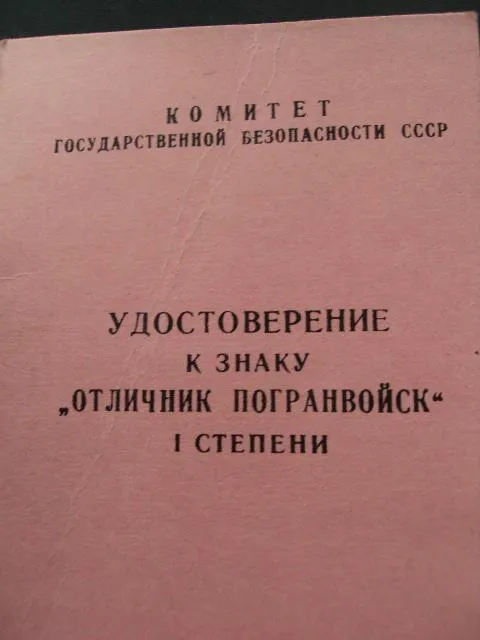 КОМИТЕТ
ГОСУДАРСТВЕННОЙ БЕЗОПАСНОСТИ СССР
УДОСТОВЕРЕНИЕ
К ЗНАКУ
„ОТЛИЧНИК ПОГРАНВОЙСК“
I СТЕПЕНИ